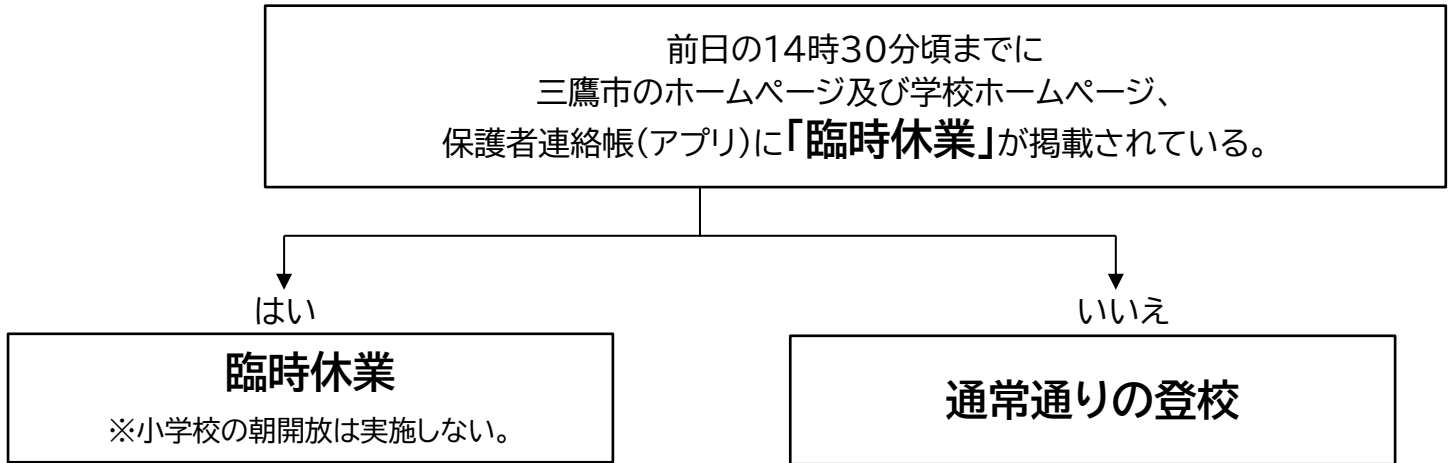 前日の14時30分頃までに
三鷹市のホームページ及び学校ホームページ、
保護者連絡帳(アプリ)に「臨時休業」が掲載されている。
はい
いいえ
臨時休業
※小学校の朝開放は実施しない。
通常通りの登校